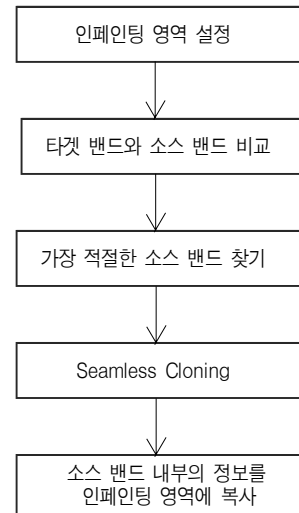 인페인팅 영역 설정
타겟 밴드와 소스 밴드 비교
가장 적절한 소스 밴드 찾기
Seamless Cloning
소스 밴드 내부의 정보를
인페인팅 영역에 복사